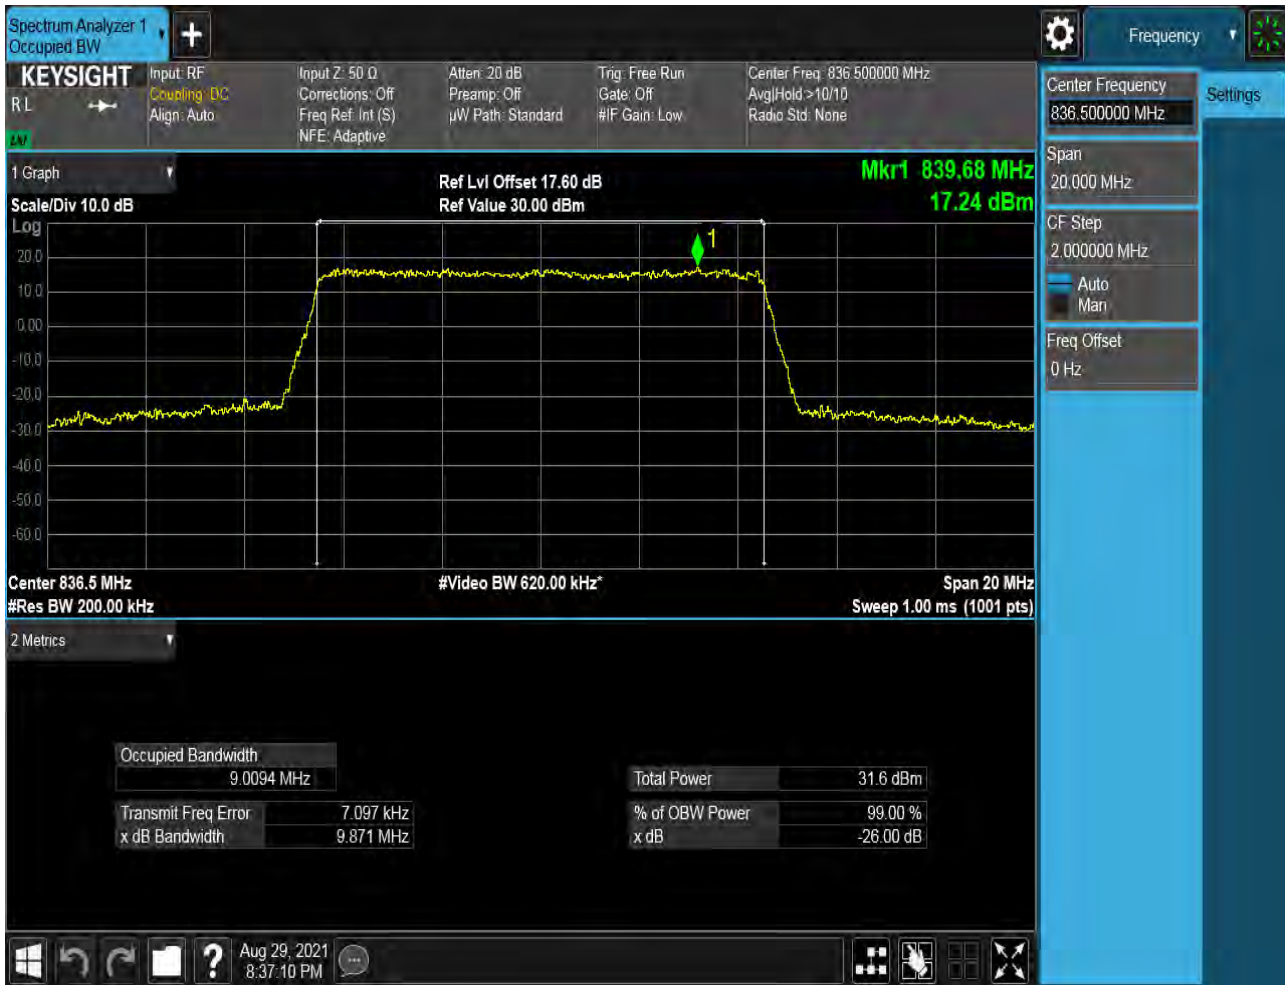 Spectrum Analyzer 1
Occupied BW
Frequency
KEYSIGHT
R L
Input: RF
Coupling: DC
Align: Auto
Input Z: 50 Ω
Corrections: Off
Freq Ref: Int (S)
NFE: Adaptive
Atten: 20 dB
Preamp: Off
µW Path: Standard
Trig: Free Run
Gate: Off
#IF Gain: Low
Center Freq: 836.500000 MHz
Avg|Hold:>10/10
Radio Std: None
Center Frequency
836.500000 MHz
Settings
Span
20.000 MHz
CF Step
2.000000 MHz
Auto
Man
Freq Offset
0 Hz
1 Graph
Scale/Div 10.0 dB
Ref Lvl Offset 17.60 dB
Ref Value 30.00 dBm
Mkr1 839.68 MHz
17.24 dBm
Log
20.0
10.0
0.00
-10.0
-20.0
-30.0
-40.0
-50.0
-60.0
1
Center 836.5 MHz
#Video BW 620.00 kHz*
Span 20 MHz
#Res BW 200.00 kHz
Sweep 1.00 ms (1001 pts)
2 Metrics
Occupied Bandwidth
9.0094 MHz
Total Power 31.6 dBm
Transmit Freq Error 7.097 kHz
% of OBW Power 99.00 %
x dB Bandwidth 9.871 MHz
x dB -26.00 dB
?
Aug 29, 2021
8:37:10 PM